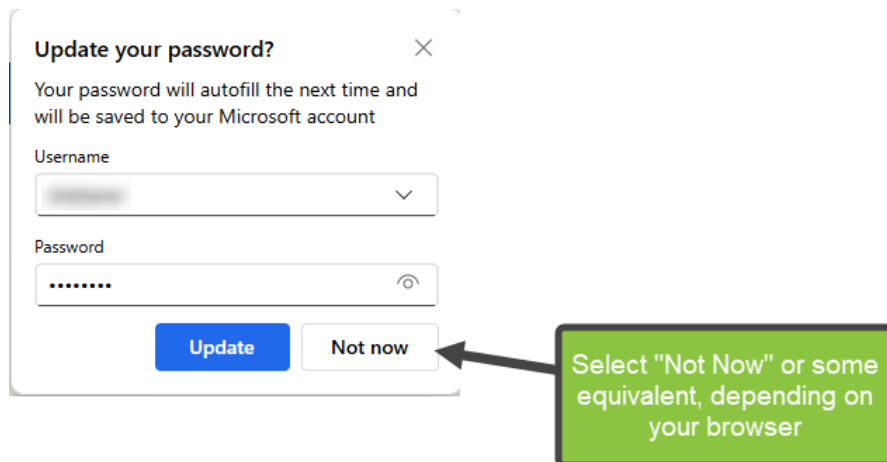 Update your password?
Your password will autofill the next time and
will be saved to your Microsoft account
Username
Password
••••••••
Update
Not now
Select "Not Now" or some
equivalent, depending on
your browser